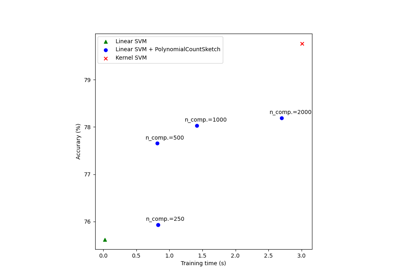 Linear SVM
Linear SVM + PolynomialCountSketch
Kernel SVM
79
78
77
76
Accurary (%)
n_comp.=2000
n_comp.=1000
n_comp.=500
n_comp.=250
0.0 0.5 1.0 1.5 2.0 2.5 3.0
Training time (s)